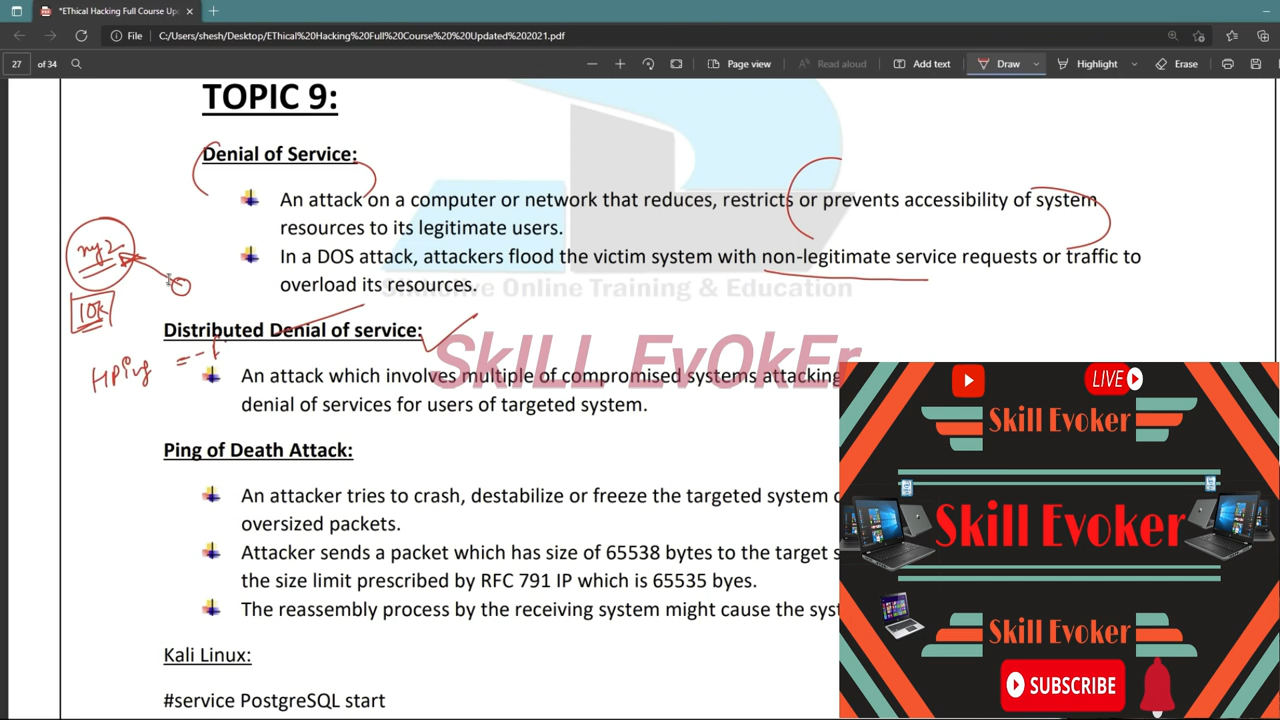 *EThical Hacking Full Course Up
File
C:/Users/shesh/Desktop/EThical%20Hacking%20Full%20Course%20%20Updated%202021.pdf
27 of 34
Page view
Read aloud
Add text
Draw
Highlight
Erase
TOPIC 9:
Denial of Service:
An attack on a computer or network that reduces, restricts or prevents accessibility of system
resources to its legitimate users.
In a DOS attack, attackers flood the victim system with non-legitimate service requests or traffic to
overload its resources.
Online Training & Education
xyz
10k
Distributed Denial of service:
HPing
SkILL EvOkEr
An attack which involves multiple of compromised systems attacking
denial of services for users of targeted system.
Ping of Death Attack:
An attacker tries to crash, destabilize or freeze the targeted system
oversized packets.
Attacker sends a packet which has size of 65538 bytes to the target
the size limit prescribed by RFC 791 IP which is 65535 byes.
The reassembly process by the receiving system might cause the
Kali Linux:
#service PostgreSQL start
LIVE
Skill Evoker
Skill Evoker
Skill Evoker
SUBSCRIBE